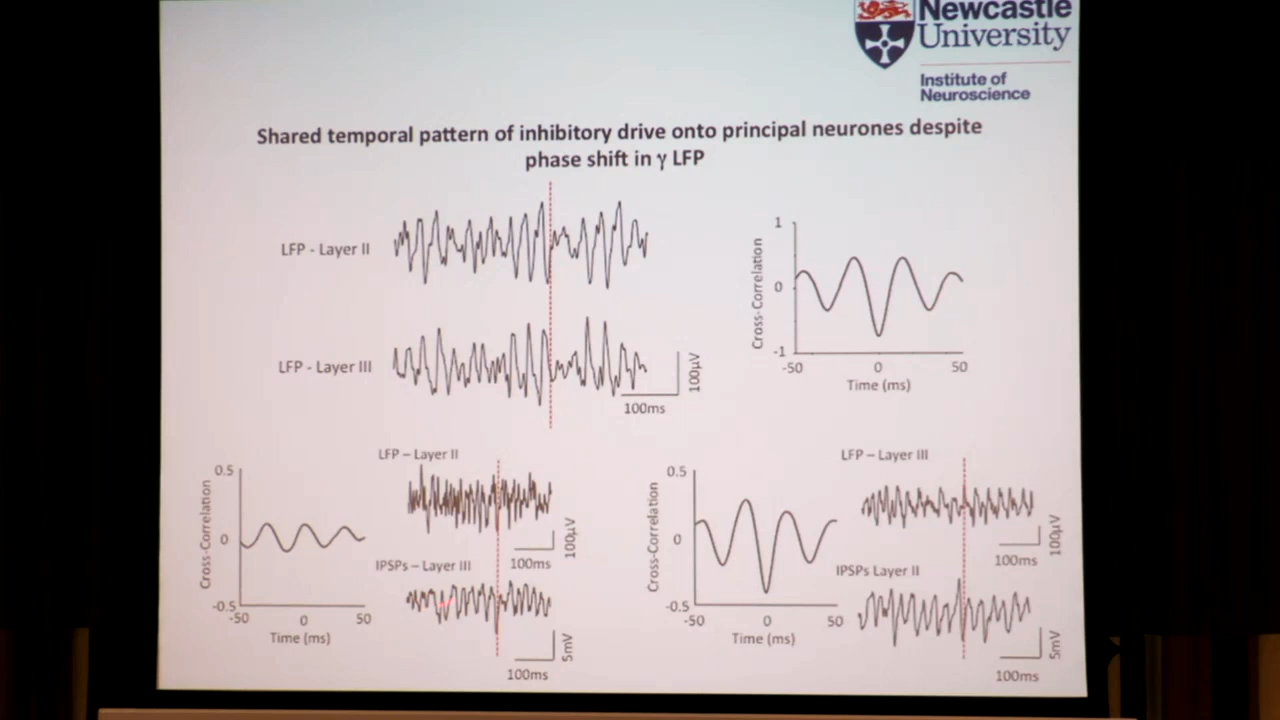 Newcastle
University
Institute of
Neuroscience
Shared temporal pattern of inhibitory drive onto principal neurones despite
phase shift in γ LFP
LFP - Layer II
LFP - Layer III
100µV
100ms
Cross-Correlation
1
0
-1
-50 0 50
Time (ms)
Cross-Correlation
0.5
0
-0.5
-50 0 50
Time (ms)
LFP – Layer II
100µV
100ms
IPSPs – Layer III
5mV
100ms
Cross-Correlation
0.5
0
-0.5
-50 0 50
Time (ms)
LFP – Layer III
100µV
100ms
IPSPs Layer II
5mV
100ms